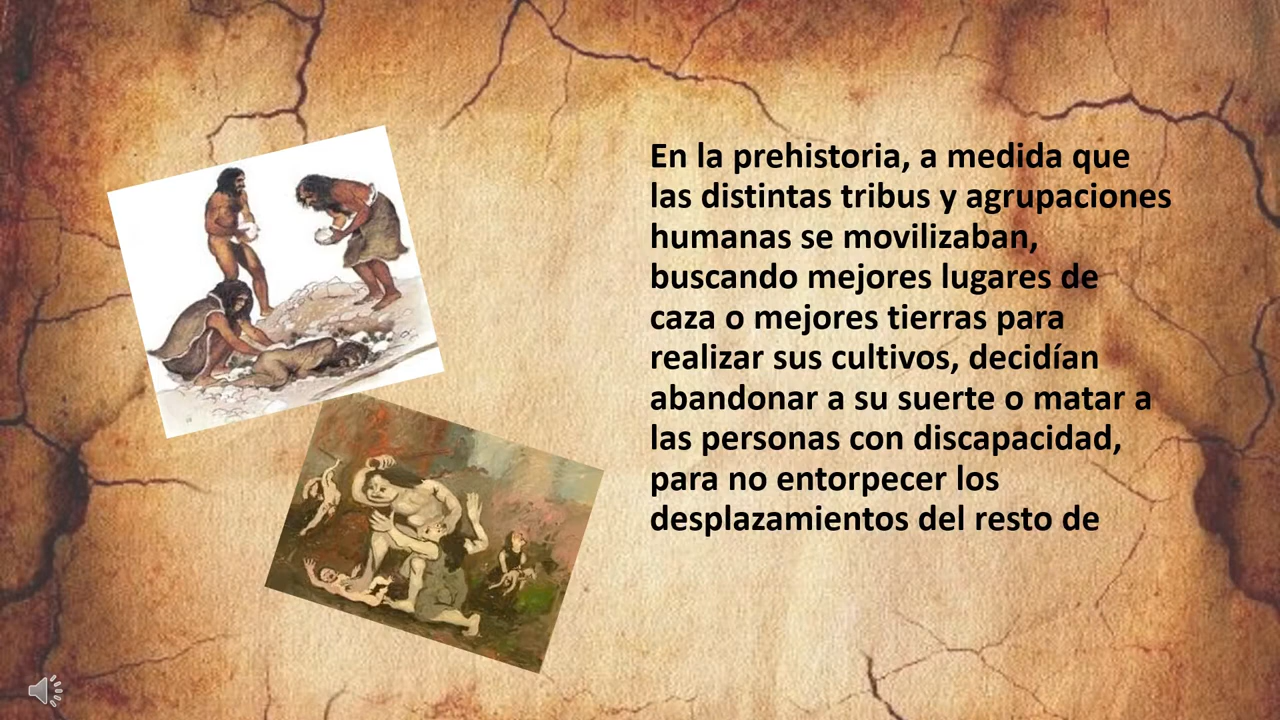 En la prehistoria, a medida que
las distintas tribus y agrupaciones
humanas se movilizaban,
buscando mejores lugares de
caza o mejores tierras para
realizar sus cultivos, decidían
abandonar a su suerte o matar a
las personas con discapacidad,
para no entorpecer los
desplazamientos del resto de